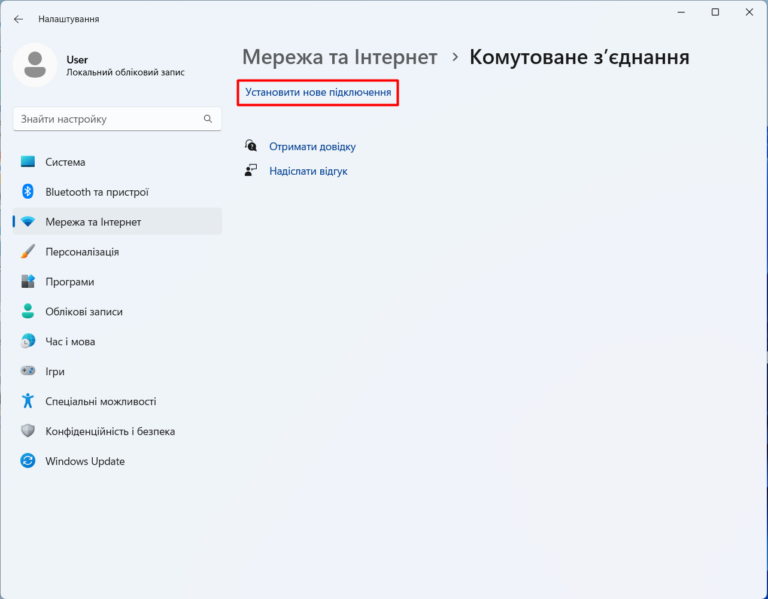 Налаштування
User
Локальний обліковий запис
Знайти настройку
Система
Bluetooth та пристрої
Мережа та Інтернет
Персоналізація
Програми
Облікові записи
Час і мова
Ігри
Спеціальні можливості
Конфіденційність і безпека
Windows Update
Мережа та Інтернет › Комутоване з’єднання
Установити нове підключення
Отримати довідку
Надіслати відгук